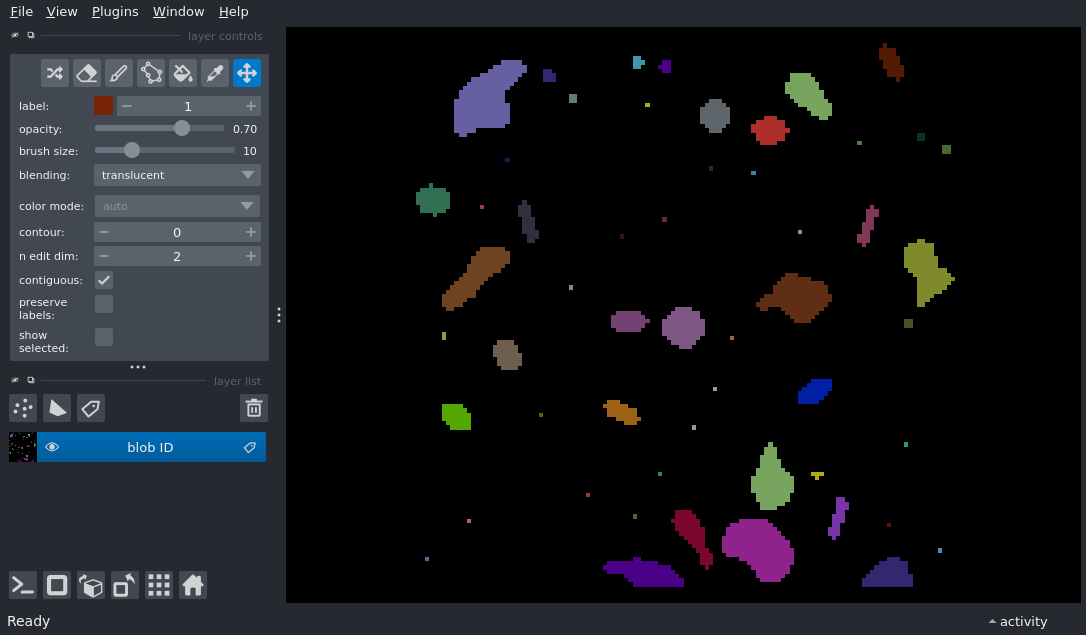 File View Plugins Window Help
layer controls
label: 1
opacity: 0.70
brush size: 10
blending: translucent
color mode: auto
contour: 0
n edit dim: 2
contiguous:
preserve
labels:
show
selected:
layer list
blob ID
Ready
activity